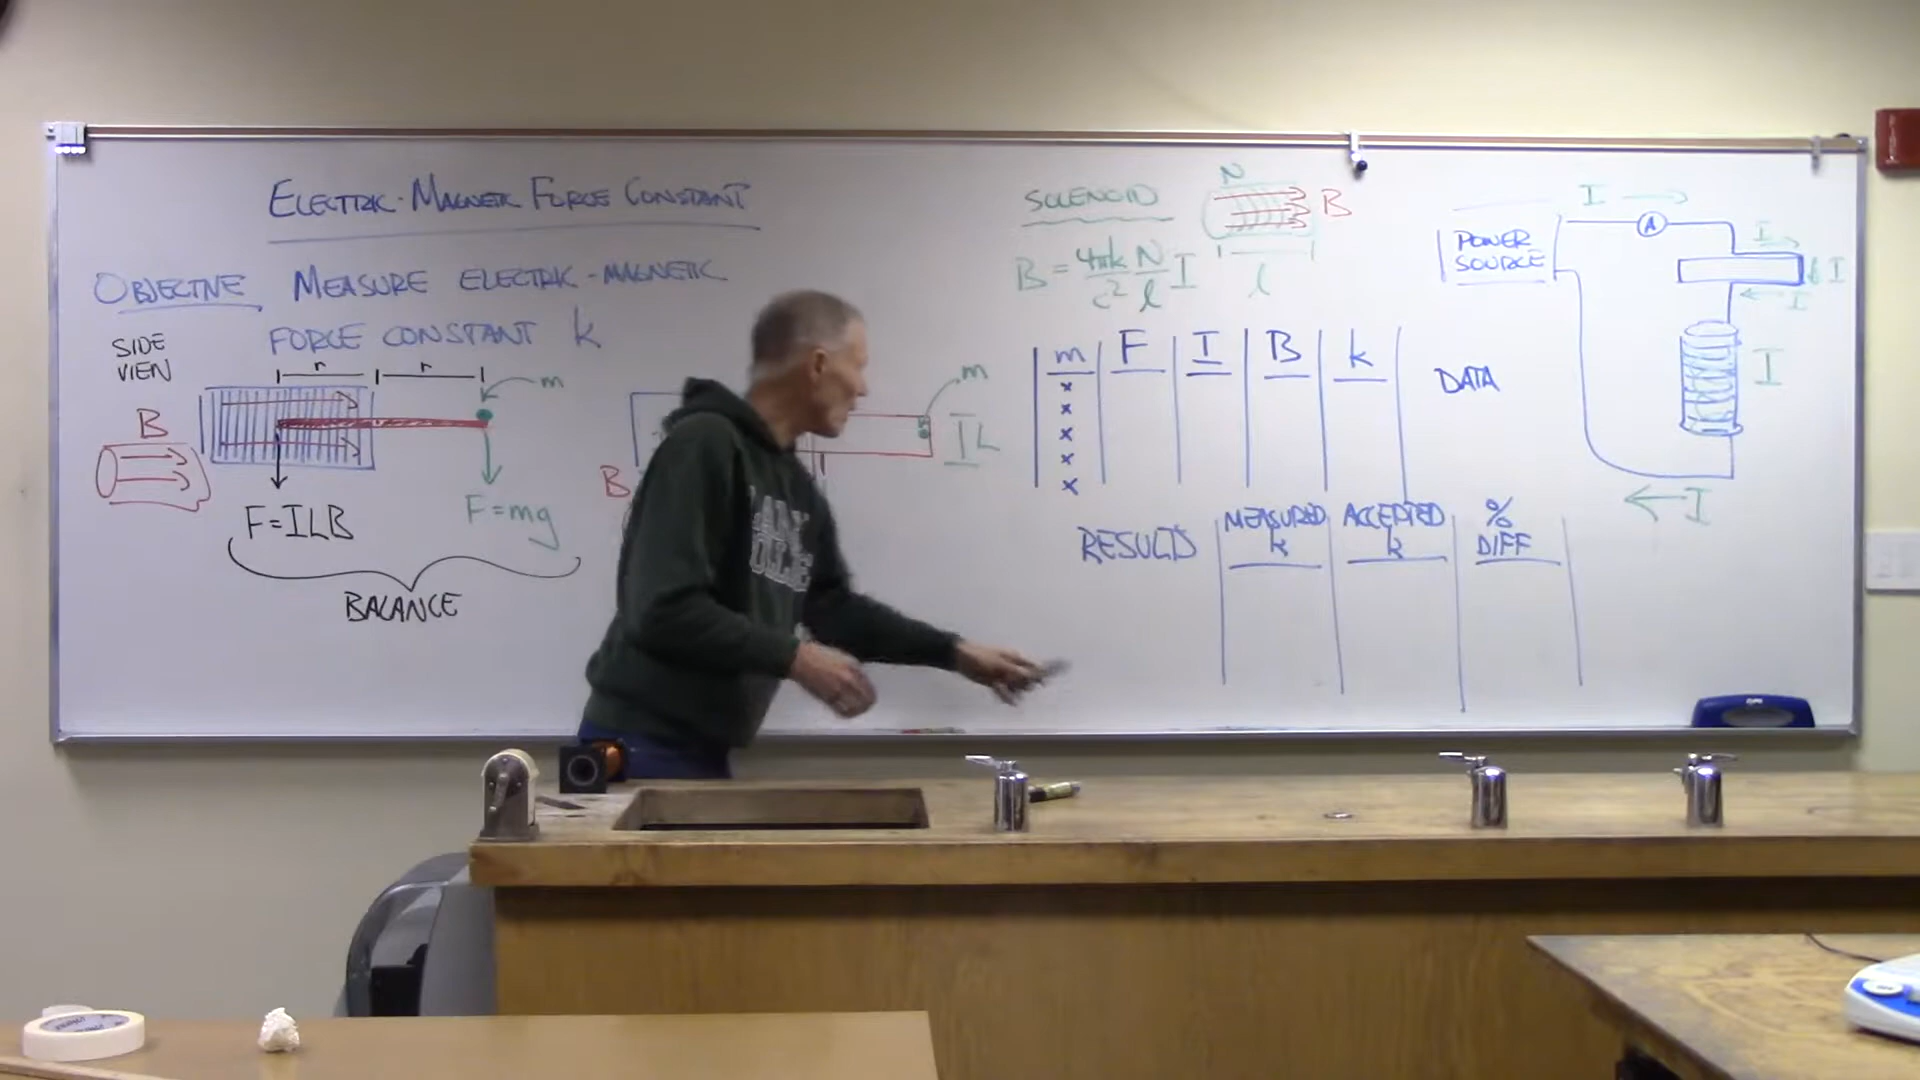 ELECTRIC-MAGNETIC FORCE CONSTANT
OBJECTIVE MEASURE ELECTRIC-MAGNETIC
FORCE CONSTANT k
SIDE
VIEW
r
r
m
B
F=ILB
F=mg
BALANCE
m
IL
B
SOLENOID
N
B
B = 4πk/c² N/l I
l
m F I B k
x
x
x
x
x
DATA
RESULTS
MEASURED
k
ACCEPTED
k
%
DIFF
POWER
SOURCE
I
A
I
I
I
I
I